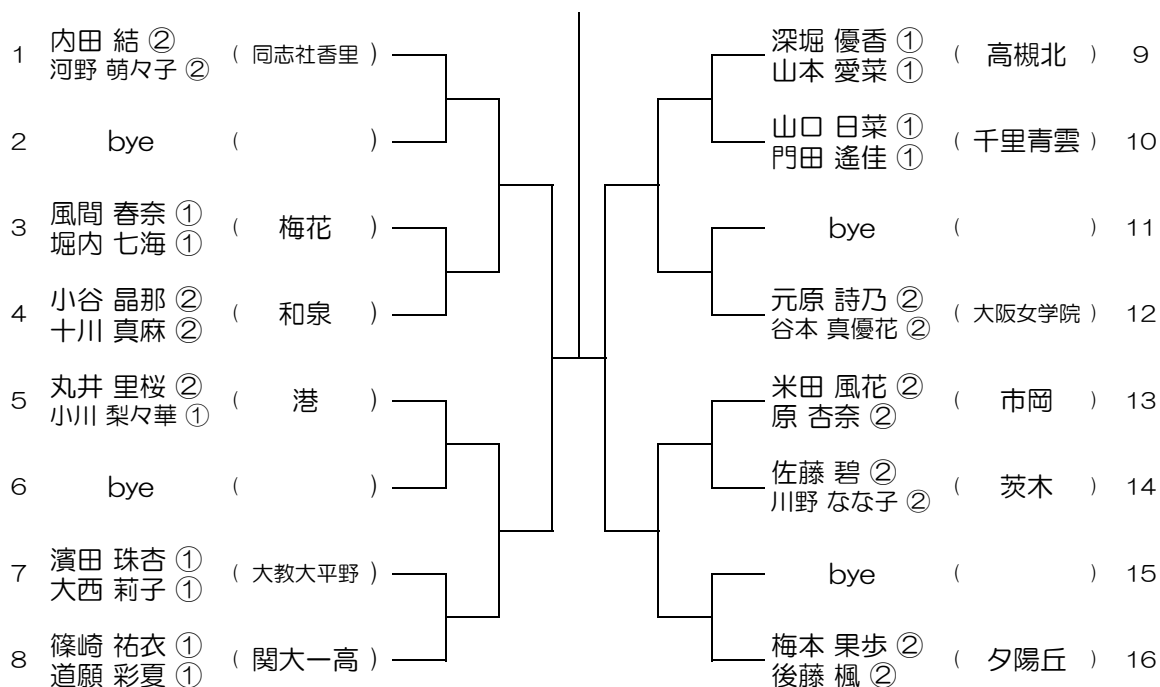 1 内田 結 ② ( 同志社香里 )
河野 萌々子 ②
2 bye ( )
3 風間 春奈 ① ( 梅花 )
堀内 七海 ①
4 小谷 晶那 ② ( 和泉 )
十川 真麻 ②
5 丸井 里桜 ② ( 港 )
小川 梨々華 ①
6 bye ( )
7 濱田 珠杏 ① ( 大教大平野 )
大西 莉子 ①
8 篠崎 祐衣 ① ( 関大一高 )
道願 彩夏 ①
深堀 優香 ① ( 高槻北 ) 9
山本 愛菜 ①
山口 日菜 ① ( 千里青雲 ) 10
門田 遙佳 ①
bye ( ) 11
元原 詩乃 ② ( 大阪女学院 ) 12
谷本 真優花 ②
米田 風花 ② ( 市岡 ) 13
原 杏奈 ②
佐藤 碧 ② ( 茨木 ) 14
川野 なな子 ②
bye ( ) 15
梅本 果歩 ② ( 夕陽丘 ) 16
後藤 楓 ②